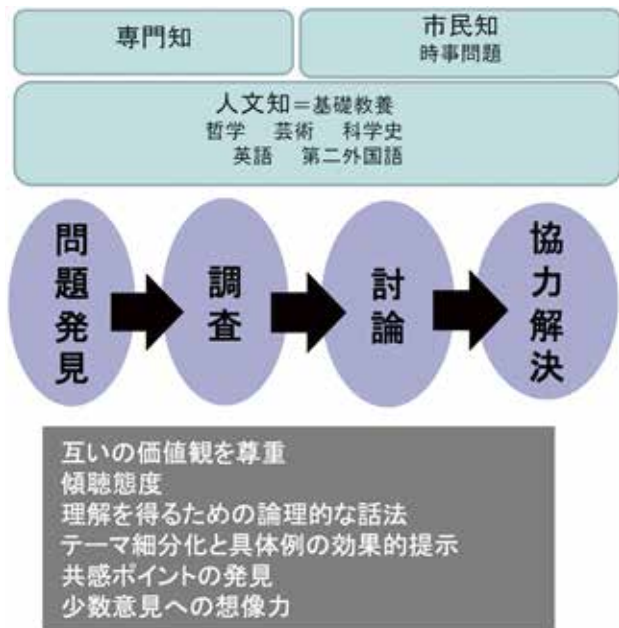 専門知
市民知
時事問題
人文知＝基礎教養
哲学　芸術　科学史
英語　第二外国語
問題発見
調査
討論
協力解決
互いの価値観を尊重
傾聴態度
理解を得るための論理的な話法
テーマ細分化と具体例の効果的提示
共感ポイントの発見
少数意見への想像力